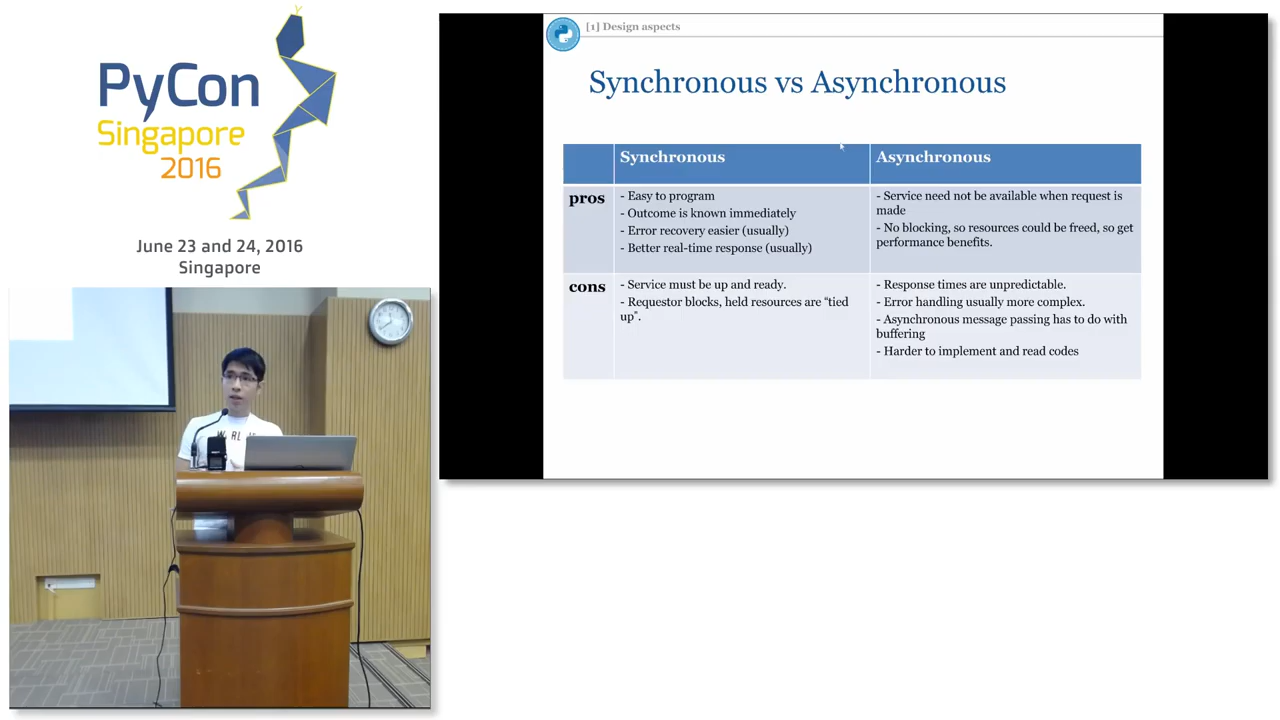 PyCon
Singapore
2016
June 23 and 24, 2016
Singapore
[1] Design aspects
Synchronous vs Asynchronous
Synchronous
Asynchronous
pros
- Easy to program
- Outcome is known immediately
- Error recovery easier (usually)
- Better real-time response (usually)
- Service need not be available when request is
made
- No blocking, so resources could be freed, so get
performance benefits.
cons
- Service must be up and ready.
- Requestor blocks, held resources are “tied
up”.
- Response times are unpredictable.
- Error handling usually more complex.
- Asynchronous message passing has to do with
buffering
- Harder to implement and read codes